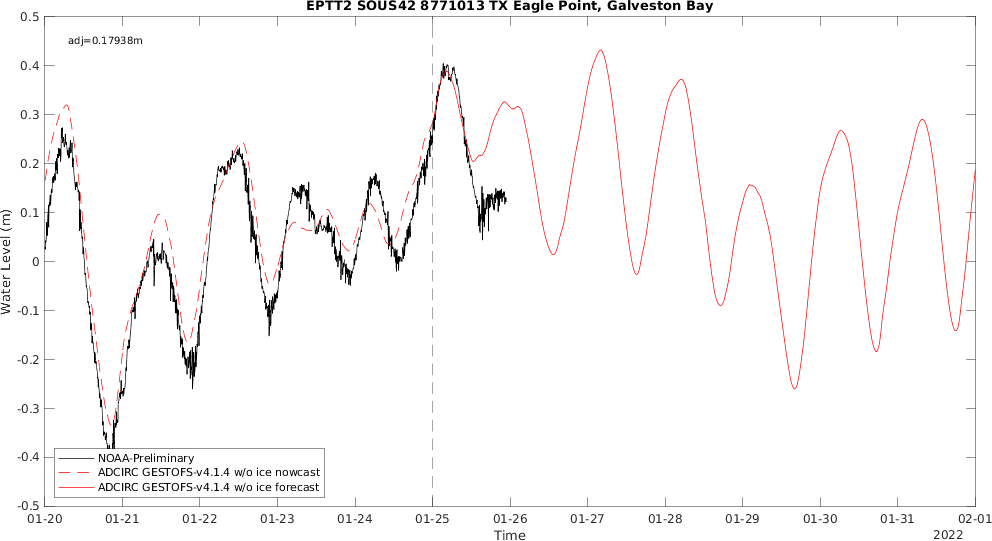 EPTT2 SOUS42 8771013 TX Eagle Point, Galveston Bay
adj=0.17938m
0.5
0.4
0.3
0.2
0.1
0
-0.1
-0.2
-0.3
-0.4
-0.5
Water Level (m)
NOAA-Preliminary
ADCIRC GESTOFS-v4.1.4 w/o ice nowcast
ADCIRC GESTOFS-v4.1.4 w/o ice forecast
01-20 01-21 01-22 01-23 01-24 01-25 01-26 01-27 01-28 01-29 01-30 01-31 02-01
Time
2022